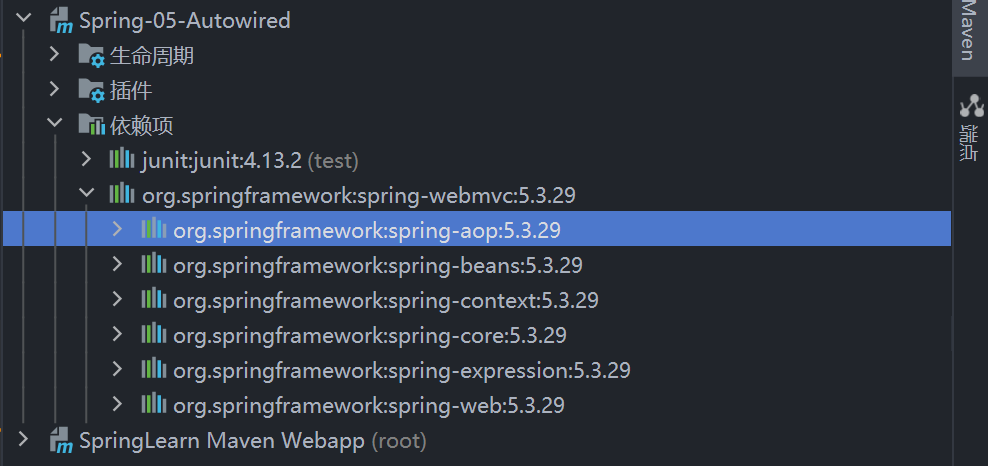 Spring-05-Autowired
生命周期
插件
依赖项
junit:junit:4.13.2 (test)
org.springframework:spring-webmvc:5.3.29
org.springframework:spring-aop:5.3.29
org.springframework:spring-beans:5.3.29
org.springframework:spring-context:5.3.29
org.springframework:spring-core:5.3.29
org.springframework:spring-expression:5.3.29
org.springframework:spring-web:5.3.29
SpringLearn Maven Webapp (root)
Maven
端点